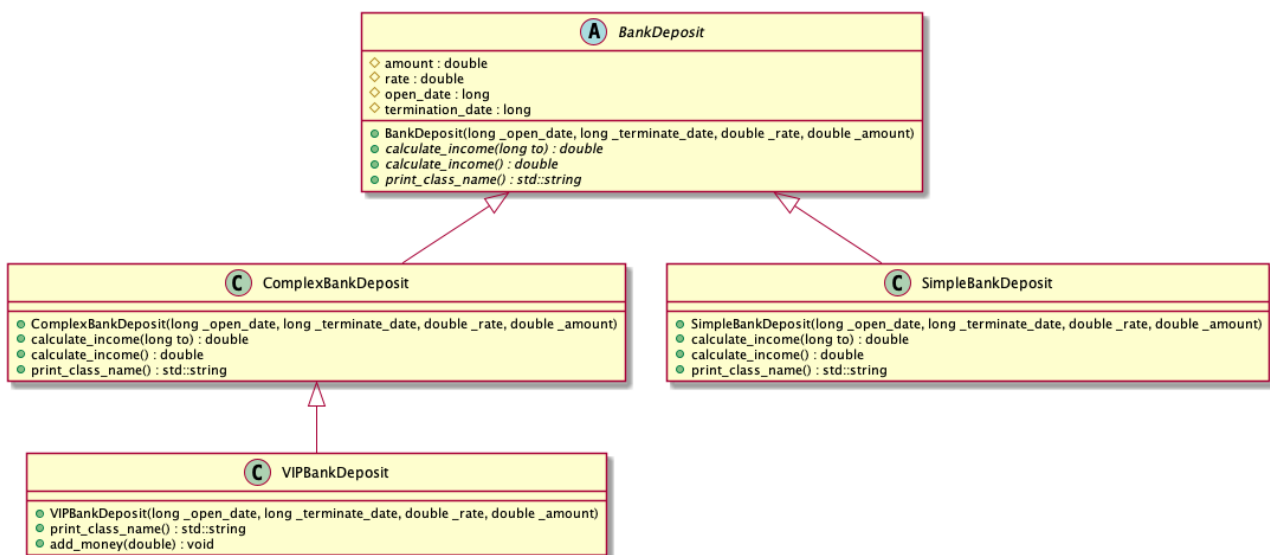 A BankDeposit
amount : double
rate : double
open_date : long
termination_date : long
BankDeposit(long _open_date, long _terminate_date, double _rate, double _amount)
calculate_income(long to) : double
calculate_income() : double
print_class_name() : std::string
C ComplexBankDeposit
ComplexBankDeposit(long _open_date, long _terminate_date, double _rate, double _amount)
calculate_income(long to) : double
calculate_income() : double
print_class_name() : std::string
C SimpleBankDeposit
SimpleBankDeposit(long _open_date, long _terminate_date, double _rate, double _amount)
calculate_income(long to) : double
calculate_income() : double
print_class_name() : std::string
C VIPBankDeposit
VIPBankDeposit(long _open_date, long _terminate_date, double _rate, double _amount)
print_class_name() : std::string
add_money(double) : void